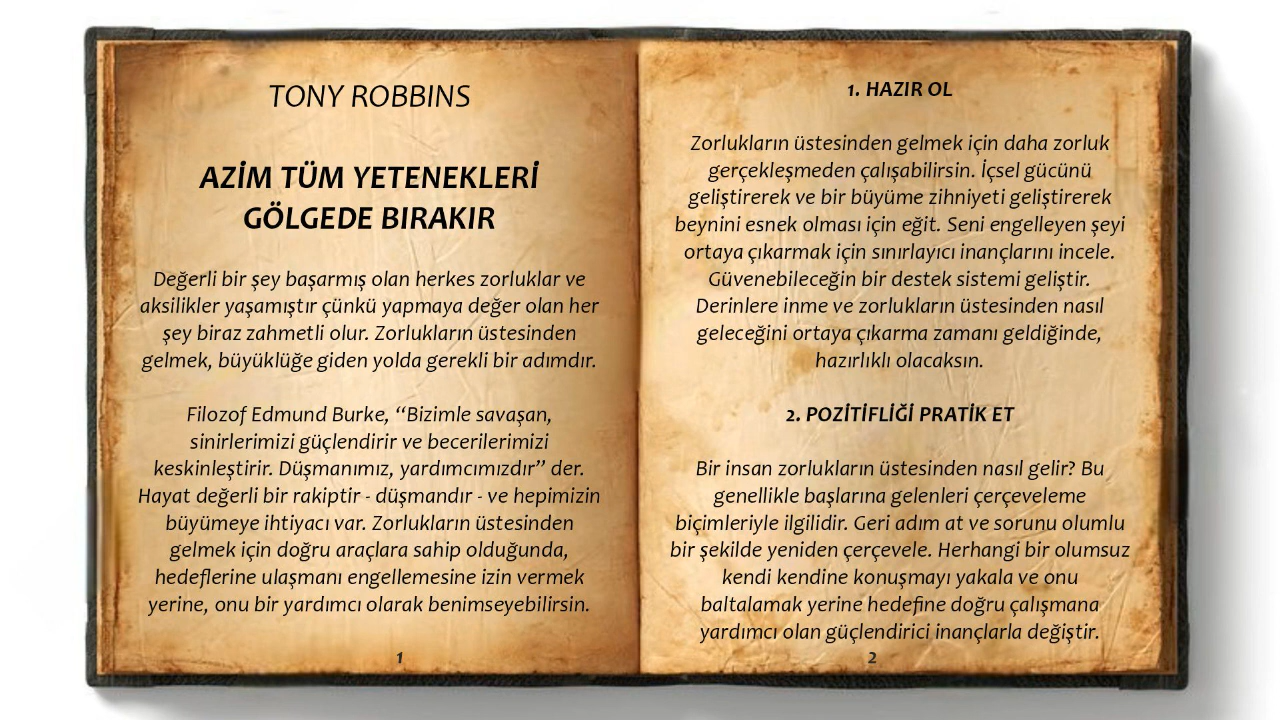 TONY ROBBINS
AZİM TÜM YETENEKLERİ
GÖLGEDE BIRAKIR
Değerli bir şey başarmış olan herkes zorluklar ve
aksilikler yaşamıştır çünkü yapmaya değer olan her
şey biraz zahmetli olur. Zorlukların üstesinden
gelmek, büyüklüğe giden yolda gerekli bir adımdır.
Filozof Edmund Burke, “Bizimle savaşan,
sinirlerimizi güçlendirir ve becerilerimizi
keskinleştirir. Düşmanımız, yardımcımızdır” der.
Hayat değerli bir rakiptir - düşmandır - ve hepimizin
büyümeye ihtiyacı var. Zorlukların üstesinden
gelmek için doğru araçlara sahip olduğunda,
hedeflerine ulaşmanı engellemesine izin vermek
yerine, onu bir yardımcı olarak benimseyebilirsin.
1
1. HAZIR OL
Zorlukların üstesinden gelmek için daha zorluk
gerçekleşmeden çalışabilirsin. İçsel gücünü
geliştirerek ve bir büyüme zihniyeti geliştirerek
beynini esnek olması için eğit. Seni engelleyen şeyi
ortaya çıkarmak için sınırlayıcı inançlarını incele.
Güvenebileceğin bir destek sistemi geliştir.
Derinlere inme ve zorlukların üstesinden nasıl
geleceğini ortaya çıkarma zamanı geldiğinde,
hazırlıklı olacaksın.
2. POZİTİFLİĞİ PRATİK ET
Bir insan zorlukların üstesinden nasıl gelir? Bu
genellikle başlarına gelenleri çerçeveleme
biçimleriyle ilgilidir. Geri adım at ve sorunu olumlu
bir şekilde yeniden çerçevele. Herhangi bir olumsuz
kendi kendine konuşmayı yakala ve onu
baltalamak yerine hedefine doğru çalışmana
yardımcı olan güçlendirici inançlarla değiştir.
2